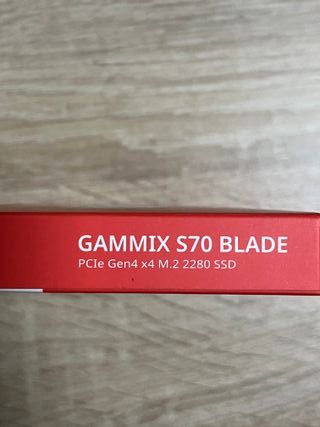 GAMMIX S70 BLADE
PCIe Gen4 x4 M.2 2280 SSD